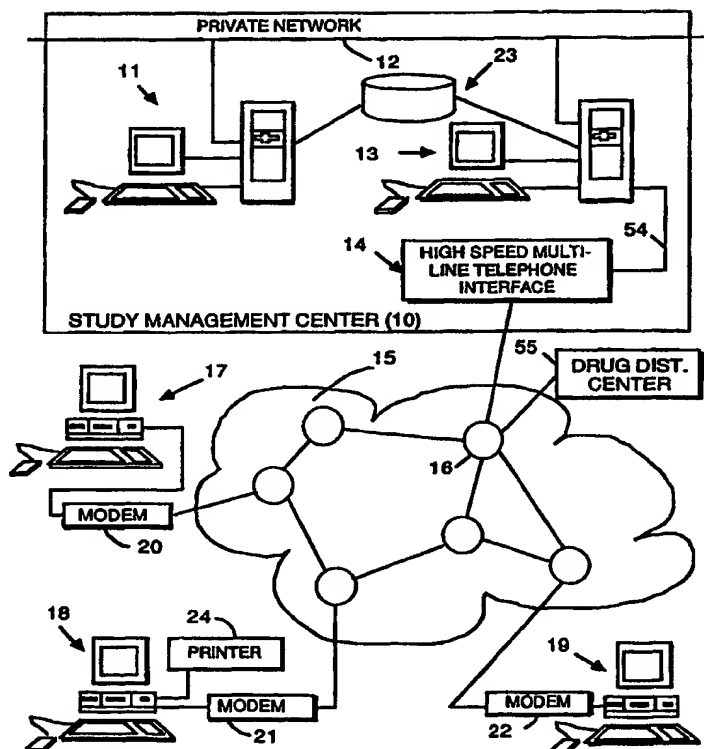 PRIVATE NETWORK
12
23
11
13
54
14
HIGH SPEED MULTI-
LINE TELEPHONE
INTERFACE
STUDY MANAGEMENT CENTER (10)
55
DRUG DIST.
CENTER
15
17
16
MODEM
20
18
24
PRINTER
19
MODEM
21
MODEM
22